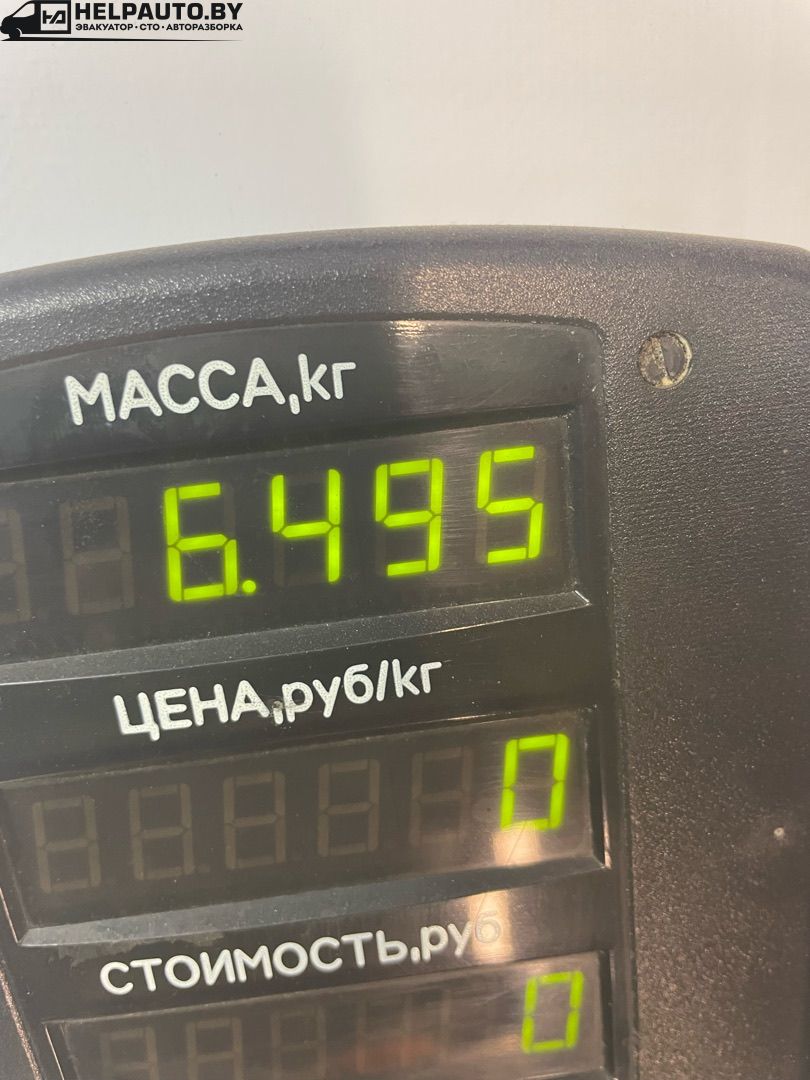 HELPAUTO.BY
ЭВАКУАТОР • СТО • АВТОРАЗБОРКА
МАССА,кг
6.495
ЦЕНА,руб/кг
0
СТОИМОСТЬ,руб
0